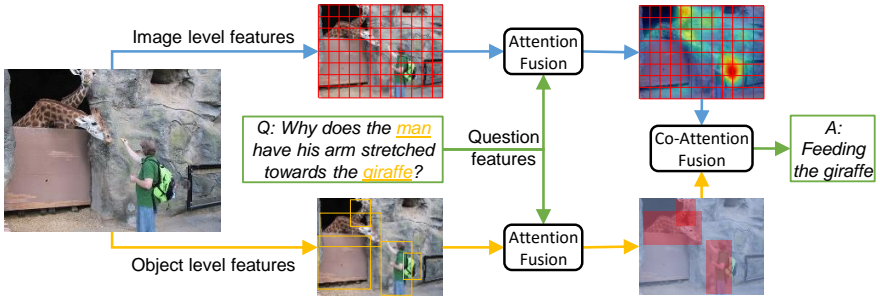 Image level features
Attention
Fusion
Q: Why does the man
have his arm stretched
towards the giraffe?
Question
features
Co-Attention
Fusion
A:
Feeding
the giraffe
Object level features
Attention
Fusion